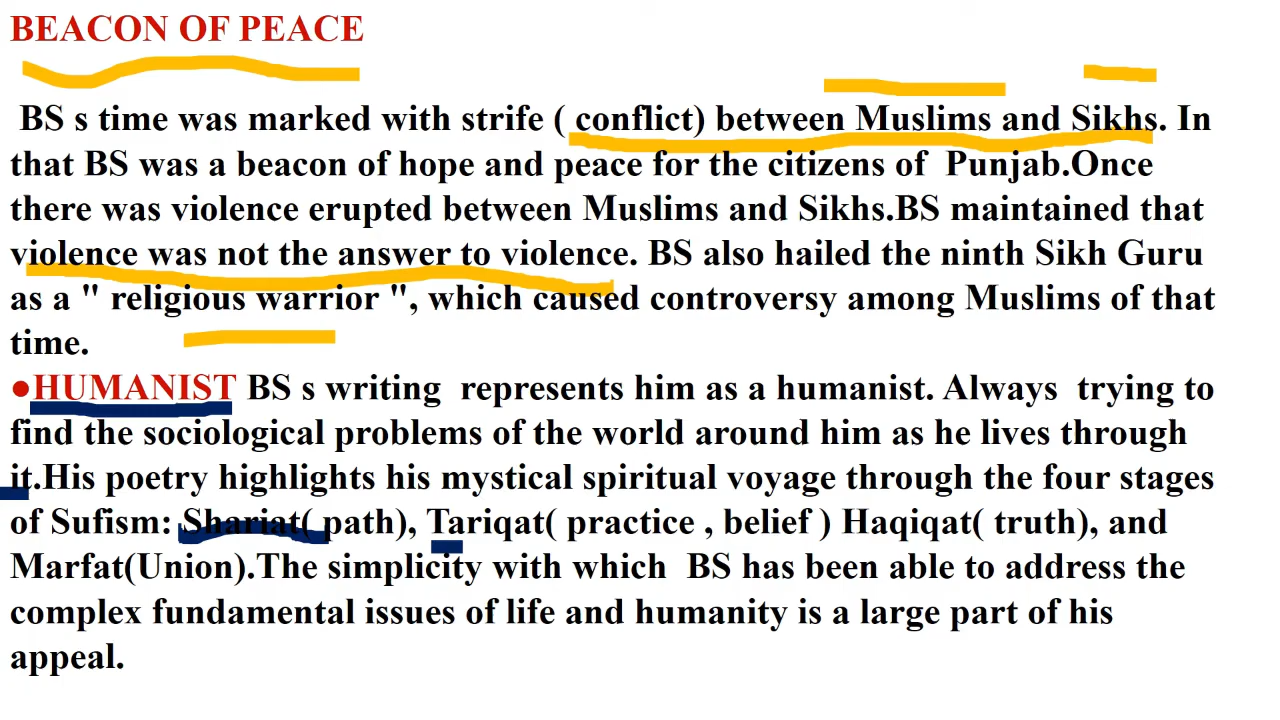 BEACON OF PEACE
BS s time was marked with strife ( conflict) between Muslims and Sikhs. In
that BS was a beacon of hope and peace for the citizens of  Punjab.Once
there was violence erupted between Muslims and Sikhs.BS maintained that
violence was not the answer to violence. BS also hailed the ninth Sikh Guru
as a " religious warrior ", which caused controversy among Muslims of that
time.
●HUMANIST BS s writing  represents him as a humanist. Always  trying to
find the sociological problems of the world around him as he lives through
it.His poetry highlights his mystical spiritual voyage through the four stages
of Sufism: Shariat( path), Tariqat( practice , belief ) Haqiqat( truth), and
Marfat(Union).The simplicity with which  BS has been able to address the
complex fundamental issues of life and humanity is a large part of his
appeal.